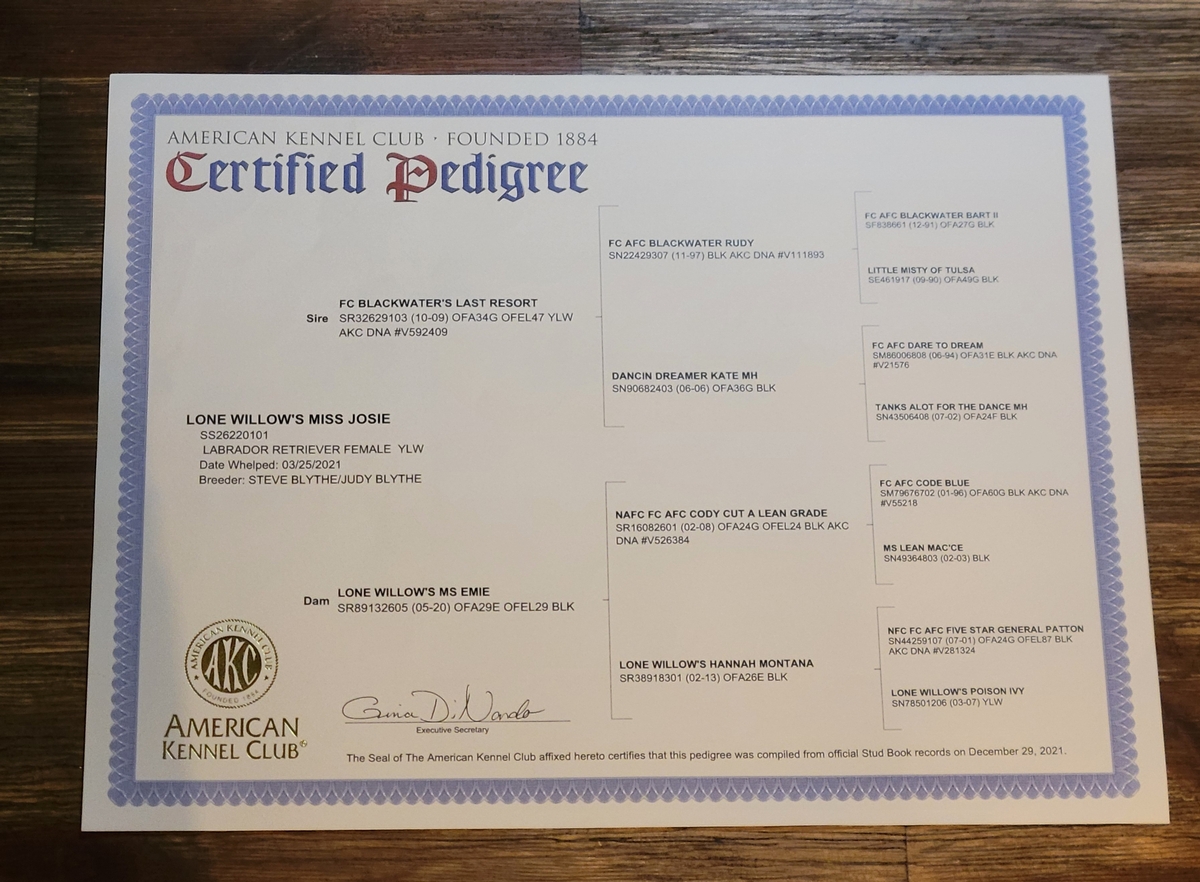 AMERICAN KENNEL CLUB · FOUNDED 1884
Certified Pedigree
FC AFC BLACKWATER BART II
SF838661 (12-91) OFA27G BLK
FC AFC BLACKWATER RUDY
SN22429307 (11-97) BLK AKC DNA #V111893
LITTLE MISTY OF TULSA
SE461917 (09-90) OFA49G BLK
Sire
FC BLACKWATER'S LAST RESORT
SR32629103 (10-09) OFA34G OFEL47 YLW
AKC DNA #V592409
FC AFC DARE TO DREAM
SM86006808 (06-94) OFA31E BLK AKC DNA
#V21576
DANCIN DREAMER KATE MH
SN90682403 (06-06) OFA36G BLK
TANKS ALOT FOR THE DANCE MH
SN43506408 (07-02) OFA24F BLK
LONE WILLOW'S MISS JOSIE
SS26220101
LABRADOR RETRIEVER FEMALE YLW
Date Whelped: 03/25/2021
Breeder: STEVE BLYTHE/JUDY BLYTHE
FC AFC CODE BLUE
SM79676702 (01-96) OFA60G BLK AKC DNA
#V55218
NAFC FC AFC CODY CUT A LEAN GRADE
SR16082601 (02-08) OFA24G OFEL24 BLK AKC
DNA #V526384
MS LEAN MAC'CE
SN49364803 (02-03) BLK
Dam
LONE WILLOW'S MS EMIE
SR89132605 (05-20) OFA29E OFEL29 BLK
NFC FC AFC FIVE STAR GENERAL PATTON
SN44259107 (07-01) OFA24G OFEL87 BLK
AKC DNA #V281324
LONE WILLOW'S HANNAH MONTANA
SR38918301 (02-13) OFA26E BLK
LONE WILLOW'S POISON IVY
SN78501206 (03-07) YLW
AMERICAN KENNEL CLUB
AKC
FOUNDED 1884
AMERICAN
KENNEL CLUB®
Gina DiNardo
Executive Secretary
The Seal of The American Kennel Club affixed hereto certifies that this pedigree was compiled from official Stud Book records on December 29, 2021.